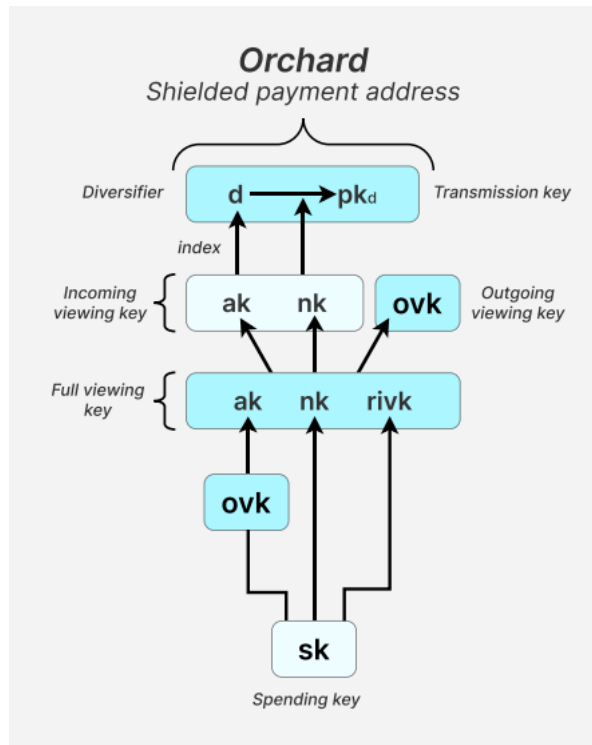 Orchard
Shielded payment address
Diversifier
d
pkd
Transmission key
index
Incoming
viewing key
ak
nk
ovk
Outgoing
viewing key
Full viewing
key
ak
nk
rivk
ovk
sk
Spending key